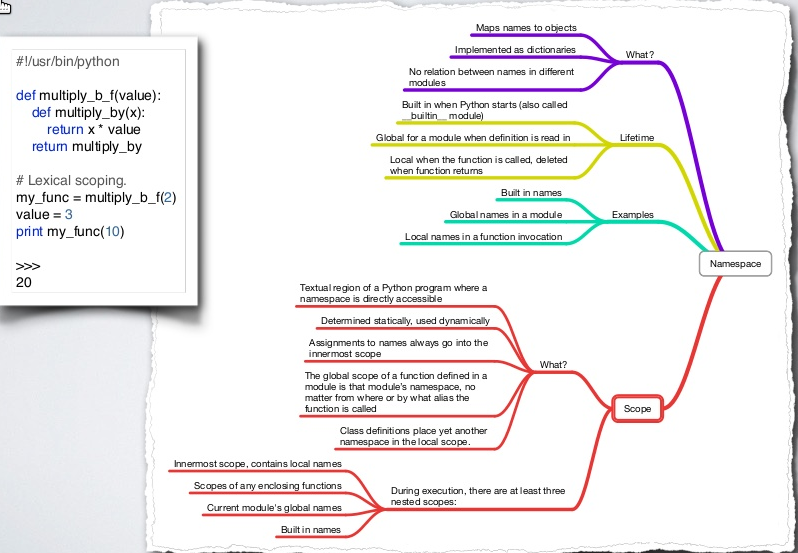 #!/usr/bin/python
def multiply_b_f(value):
def multiply_by(x):
return x * value
return multiply_by
# Lexical scoping.
my_func = multiply_b_f(2)
value = 3
print my_func(10)
>>>
20
Maps names to objects
Implemented as dictionaries
No relation between names in different
modules
What?
Built in when Python starts (also called
__builtin__ module)
Global for a module when definition is read in
Local when the function is called, deleted
when function returns
Lifetime
Built in names
Global names in a module
Local names in a function invocation
Examples
Namespace
Textual region of a Python program where a
namespace is directly accessible
Determined statically, used dynamically
Assignments to names always go into the
innermost scope
The global scope of a function defined in a
module is that module's namespace, no
matter from where or by what alias the
function is called
Class definitions place yet another
namespace in the local scope.
What?
Scope
Innermost scope, contains local names
Scopes of any enclosing functions
Current module's global names
Built in names
During execution, there are at least three
nested scopes: